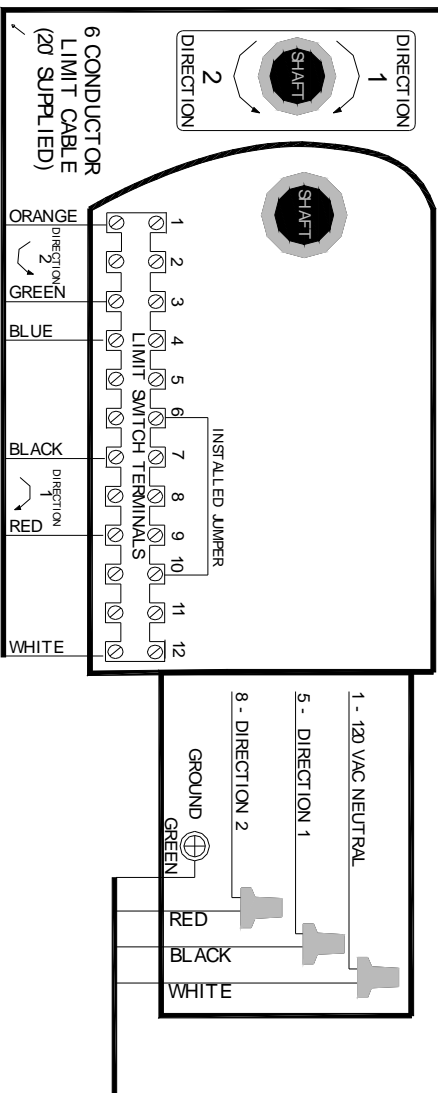 6 CONDUCTOR
LIMIT CABLE
(20' SUPPLIED)
DIRECTION
1
SHAFT
2
DIRECTION
SHAFT
ORANGE
DIRECTION
2
GREEN
BLUE
BLACK
DIRECTION
1
RED
WHITE
1
2
3
4
5
6
7
8
9
10
11
12
LIMIT SWITCH TERMINALS
INSTALLED JUMPER
1 - 120 VAC NEUTRAL
5 - DIRECTION 1
8 - DIRECTION 2
GROUND
GREEN
RED
BLACK
WHITE